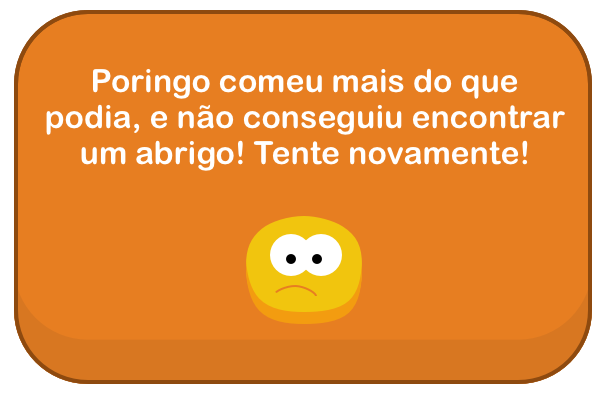 Poringo comeu mais do que
podia, e não conseguiu encontrar
um abrigo! Tente novamente!